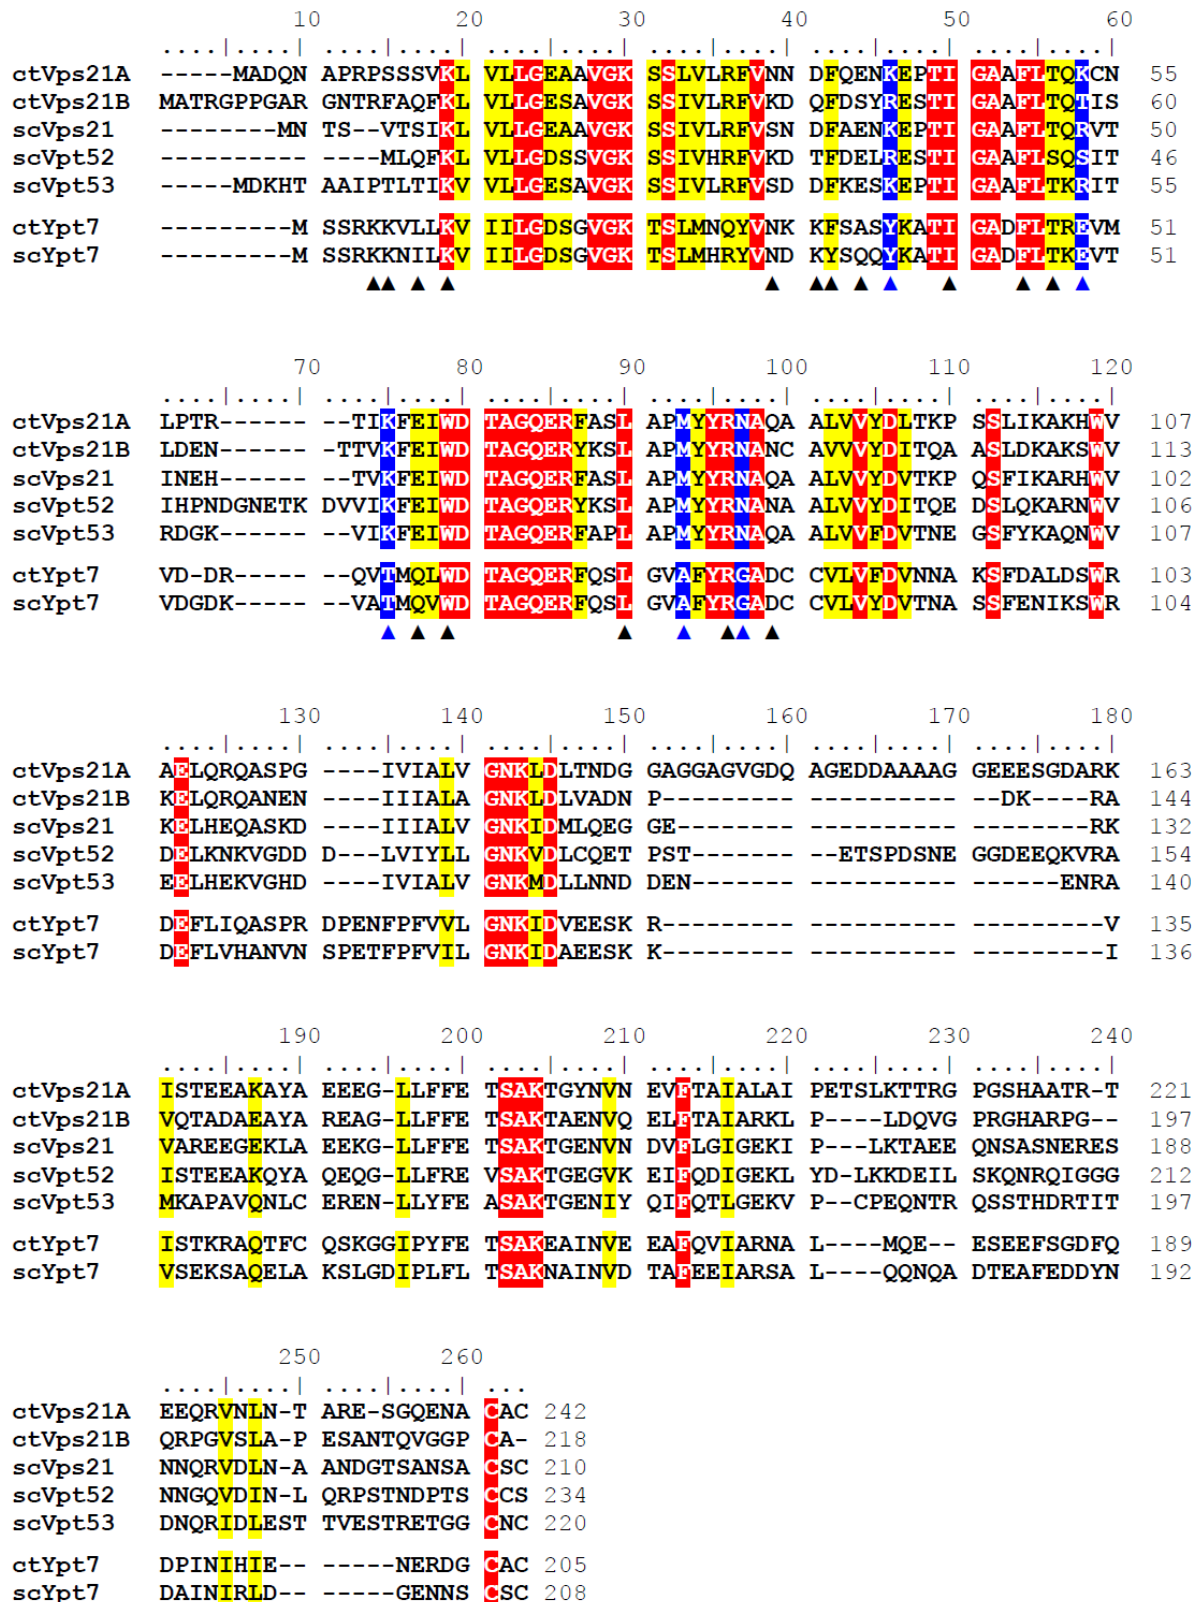 10 20 30 40 50 60
....|....| ....|....| ....|....| ....|....| ....|....| ....|....|
ctVps21A -----MADQN APRPSSSVKL VLLGEAAVGK SSLVLRFVNN DFQENKEPTI GAAFLTQKCN 55
ctVps21B MATRGPPGAR GNTRFAQFKL VLLGESAVGK SSIVLRFVKD QFDSYRESTI GAAFLTQTIS 60
scVps21 --------MN TS--VTSIKL VLLGEAAVGK SSIVLRFVSN DFAENKEPTI GAAFLTQRVT 50
scVpt52 ---------- ----MLQFKL VLLGDSSVGK SSIVHRFVKD TFDELRESTI GAAFLSQSIT 46
scVpt53 -----MDKHT AAIPTLTIKV VLLGESAVGK SSIVLRFVSD DFKESKEPTI GAAFLTKRIT 55
ctYpt7 ---------M SSRKKVLLKV IILGDSGVGK TSLMNQYVNK KFSASYKATI GADFLTREVM 51
scYpt7 ---------M SSRKKNILKV IILGDSGVGK TSLMHRYVND KYSQQYKATI GADFLTKEVT 51
▲▲ ▲ ▲ ▲ ▲▲ ▲ ▲ ▲ ▲ ▲ ▲
70 80 90 100 110 120
....|....| ....|....| ....|....| ....|....| ....|....| ....|....|
ctVps21A LPTR------ --TIKFEIWD TAGQERFASL APMYYRNAQA ALVVYDLTKP SSLIKAKHWV 107
ctVps21B LDEN------ -TTVKFEIWD TAGQERYKSL APMYYRNANC AVVVYDITQA ASLDKAKSWV 113
scVps21 INEH------ --TVKFEIWD TAGQERFASL APMYYRNAQA ALVVYDVTKP QSFIKARHWV 102
scVpt52 IHPNDGNETK DVVIKFEIWD TAGQERYKSL APMYYRNANA ALVVYDITQE DSLQKARNWV 106
scVpt53 RDGK------ --VIKFEIWD TAGQERFAPL APMYYRNAQA ALVVFDVTNE GSFYKAQNWV 107
ctYpt7 VD-DR----- --QVTMQLWD TAGQERFQSL GVAFYRGADC CVLVFDVNNA KSFDALDSWR 103
scYpt7 VDGDK----- --VATMQVWD TAGQERFQSL GVAFYRGADC CVLVYDVTNA SSFENIKSWR 104
▲ ▲ ▲ ▲ ▲ ▲ ▲ ▲
130 140 150 160 170 180
....|....| ....|....| ....|....| ....|....| ....|....| ....|....|
ctVps21A AELQRQASPG ----IVIALV GNKLDLTNDG GAGGAGVGDQ AGEDDAAAAG GEEESGDARK 163
ctVps21B KELQRQANEN ----IIIALA GNKLDLVADN P--------- ---------- ---DK----RA 144
scVps21 KELHEQASKD ----IIIALV GNKIDMLQEG GE-------- ---------- --------RK 132
scVpt52 DELKNKVGDD D---LVIYLL GNKVDLCQET PST------- --ETSPDSNE GGDEEQKVRA 154
scVpt53 EELHEKVGHD ----IVIALV GNKMDLLNND DEN------- ---------- ------ENRA 140
ctYpt7 DEFLIQASPR DPENFPFVVL GNKIDVEESK R--------- ---------- ---------V 135
scYpt7 DEFLVHANVN SPETFPFVIL GNKIDAEESK K--------- ---------- ---------I 136
190 200 210 220 230 240
....|....| ....|....| ....|....| ....|....| ....|....| ....|....|
ctVps21A ISTEEAKAYA EEEG-LLFFE TSAKTGYNVN EVFTAIALAI PETSLKTTRG PGSHAATR-T 221
ctVps21B VQTADAEAYA REAG-LLFFE TSAKTAENVQ ELFTAIARKL P----LDQVG PRGHARPG-- 197
scVps21 VAREEGEKLA EEKG-LLFFE TSAKTGENVN DVFLGIGEKI P----LKTAEE QNSASNERES 188
scVpt52 ISTEEAKQYA QEQG-LLFRE VSAKTGEGVK EIFQDIGEKL YD-LKKDEIL SKQNRQIGGG 212
scVpt53 MKAPAVQNLC EREN-LLYFE ASAKTGENIY QIFQTLGEKV P--CPEQNTR QSSTHDRTIT 197
ctYpt7 ISTKRAQTFC QSKGGIPYFE TSAKEAINVE EAFQVIARNA L----MQE-- ESEEFSGDFQ 189
scYpt7 VSEKSAQELA KSLGDIPLFL TSAKNAINVD TAFEEIARSA L----QQNQA DTEAFEDDYN 192
250 260
....|....| ....|....| ...
ctVps21A EEQRVNLN-T ARE-SGQENA CAC 242
ctVps21B QRPGVSLA-P ESANTQVGGP CA- 218
scVps21 NNQRVDLN-A ANDGTSANSA CSC 210
scVpt52 NNGQVDIN-L QRPSTNDPTS CCS 234
scVpt53 DNQRIDLEST TVESTRETGG CNC 220
ctYpt7 DPININHIE-- -----NERDG CAC 205
scYpt7 DAINIRLD-- -----GENNS CSC 208